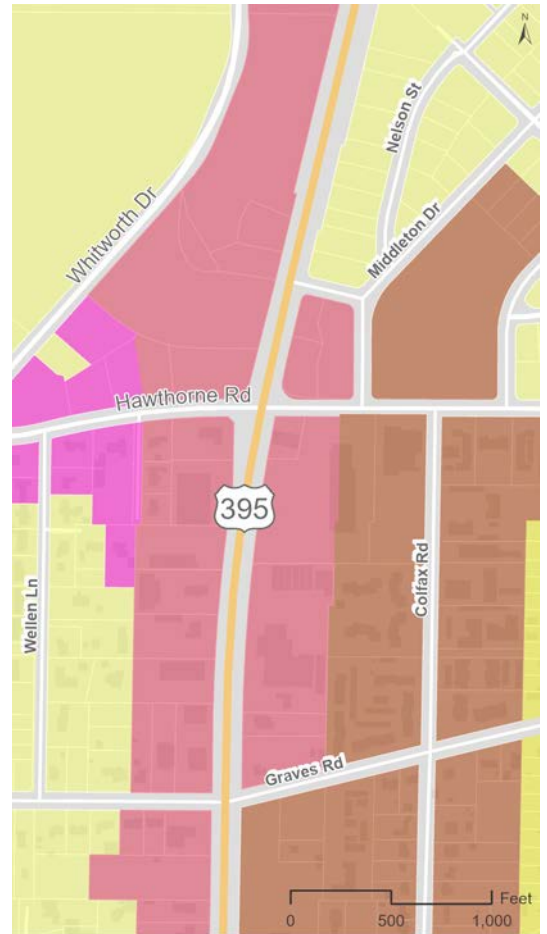 N
Nelson St
Whitworth Dr
Middleton Dr
Hawthorne Rd
395
Wellen Ln
Colfax Rd
Graves Rd
Feet
0 500 1,000